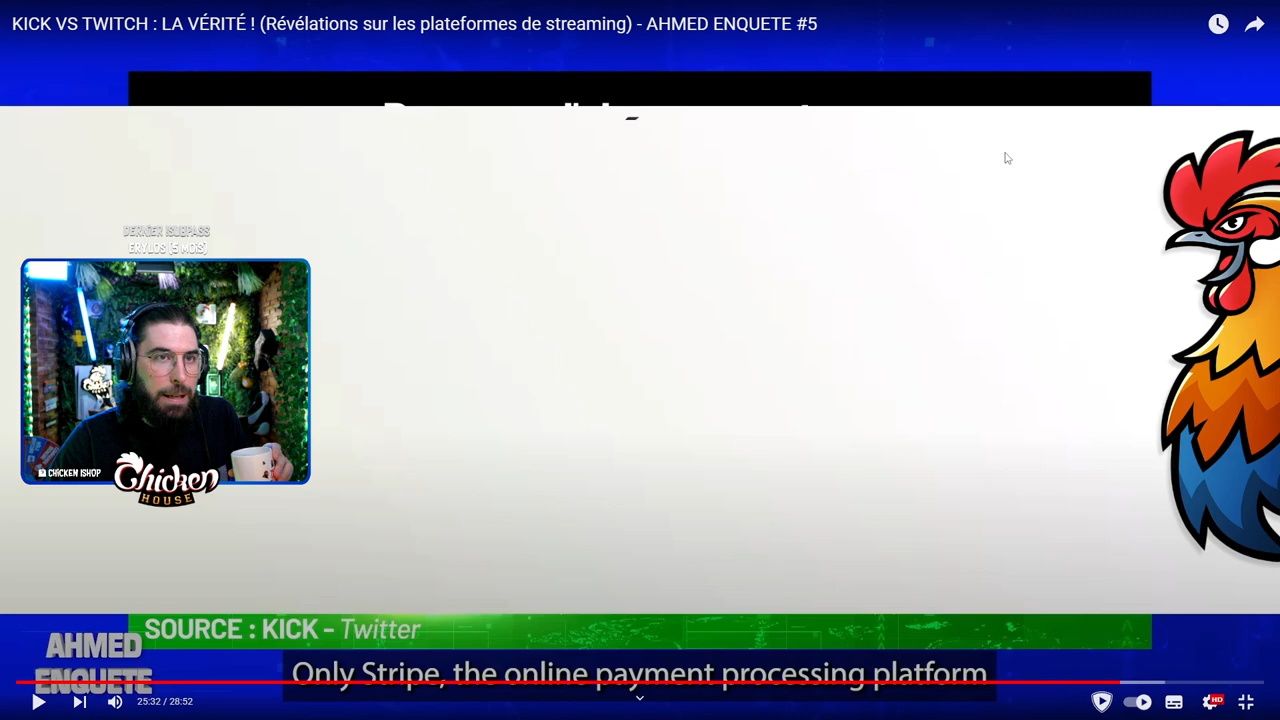 KICK VS TWITCH : LA VÉRITÉ ! (Révélations sur les plateformes de streaming) - AHMED ENQUETE #5
DERNIER ISUBPASS
ERYLOS (5 MOIS)
CHICKEN ISHOP
Chicken
HOUSE
SOURCE : KICK - Twitter
AHMED
ENQUETE
Only Stripe, the online payment processing platform
25:32 / 28:52
HD